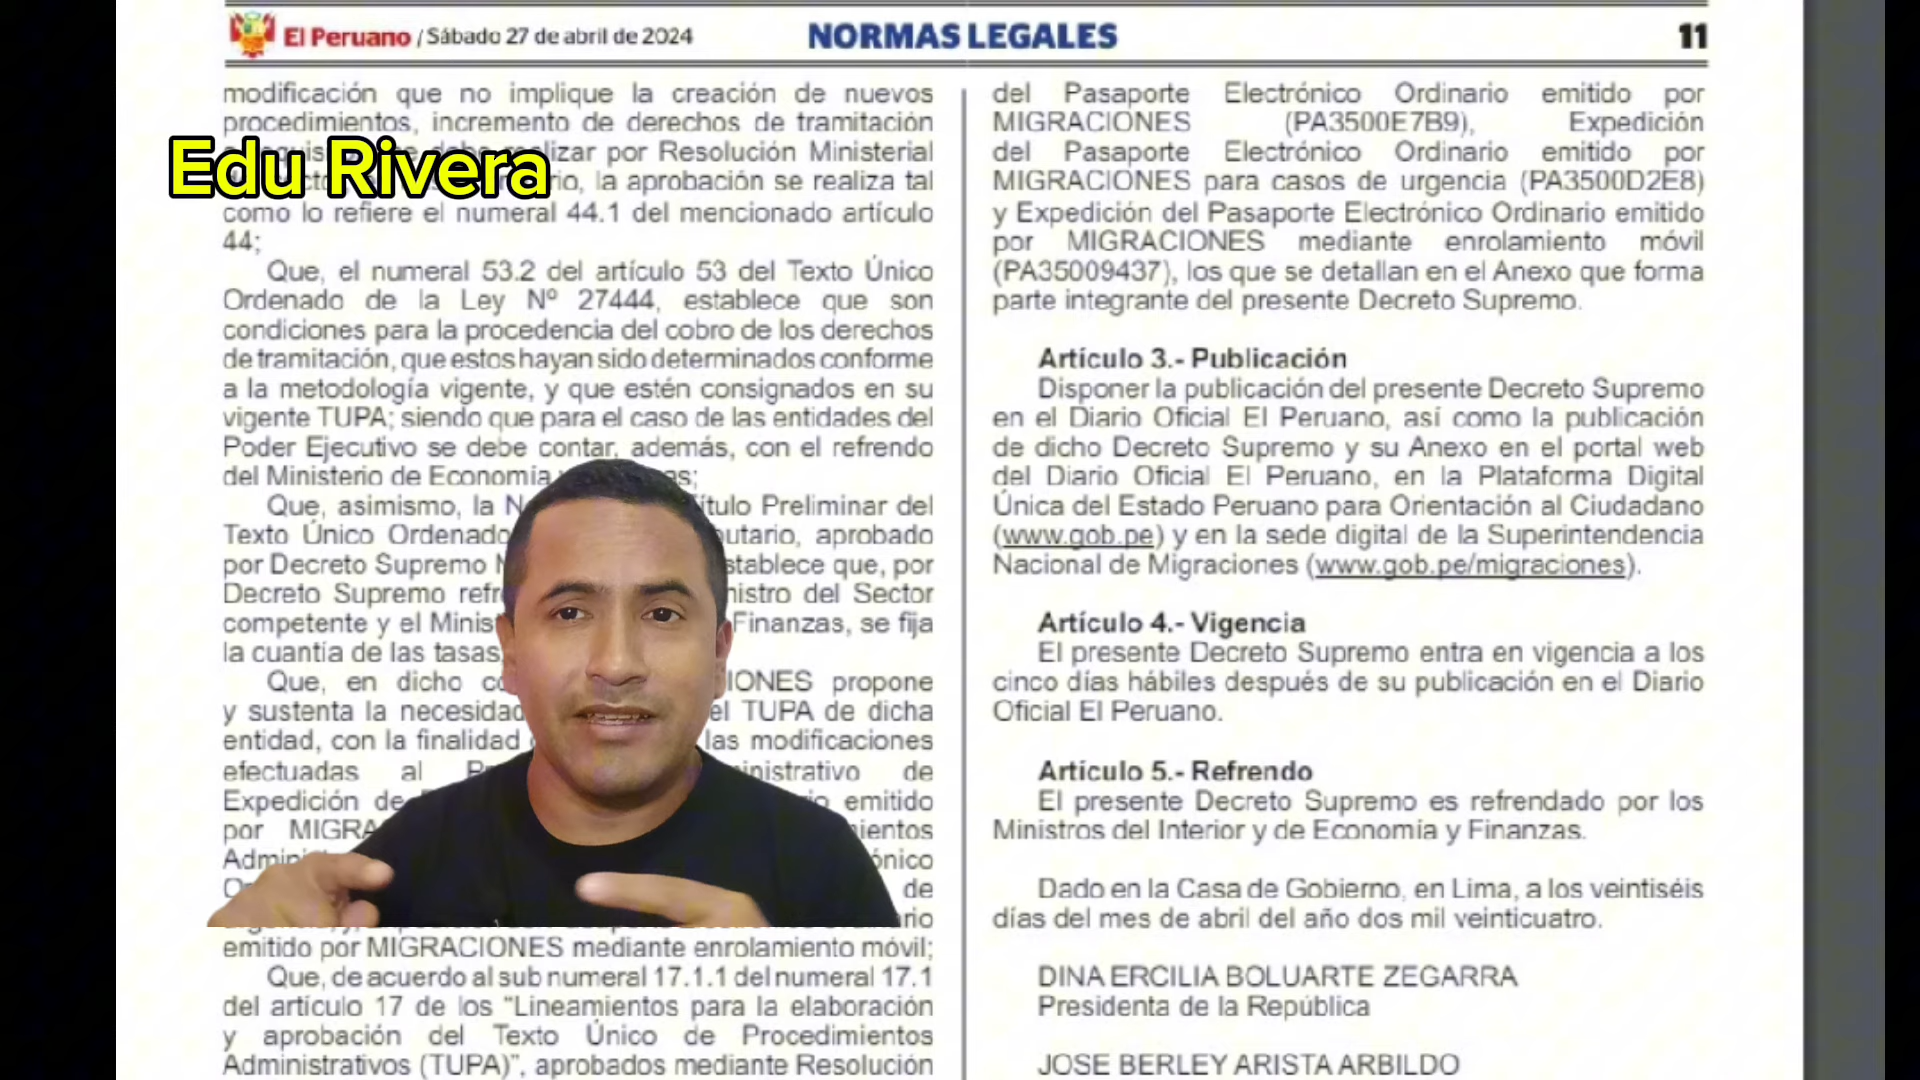 El Peruano / Sábado 27 de abril de 2024
NORMAS LEGALES
11
modificación que no implique la creación de nuevos
procedimientos, incremento de derechos de tramitación
Edu Rivera
realizar por Resolución Ministerial
la aprobación se realiza tal
como lo refiere el numeral 44.1 del mencionado artículo
44;
Que, el numeral 53.2 del artículo 53 del Texto Único
Ordenado de la Ley Nº 27444, establece que son
condiciones para la procedencia del cobro de los derechos
de tramitación, que estos hayan sido determinados conforme
a la metodología vigente, y que estén consignados en su
vigente TUPA; siendo que para el caso de las entidades del
Poder Ejecutivo se debe contar, además, con el refrendo
del Ministerio de Economía
Que, asimismo, la Título Preliminar del
Texto Único Ordenado aprobado
por Decreto Supremo establece que, por
Decreto Supremo del Sector
competente y el Finanzas, se fija
la cuantía de las tasas
Que, en dicho propone
y sustenta la necesidad el TUPA de dicha
entidad, con la finalidad las modificaciones
efectuadas al de
Expedición de emitido
por
de
emitido por MIGRACIONES mediante enrolamiento móvil;
Que, de acuerdo al sub numeral 17.1.1 del numeral 17.1
del artículo 17 de los “Lineamientos para la elaboración
y aprobación del Texto Único de Procedimientos
Administrativos (TUPA)”, aprobados mediante Resolución
del Pasaporte Electrónico Ordinario emitido por
MIGRACIONES (PA3500E7B9), Expedición
del Pasaporte Electrónico Ordinario emitido por
MIGRACIONES para casos de urgencia (PA3500D2E8)
y Expedición del Pasaporte Electrónico Ordinario emitido
por MIGRACIONES mediante enrolamiento móvil
(PA35009437), los que se detallan en el Anexo que forma
parte integrante del presente Decreto Supremo.
Artículo 3.- Publicación
Disponer la publicación del presente Decreto Supremo
en el Diario Oficial El Peruano, así como la publicación
de dicho Decreto Supremo y su Anexo en el portal web
del Diario Oficial El Peruano, en la Plataforma Digital
Única del Estado Peruano para Orientación al Ciudadano
(www.gob.pe) y en la sede digital de la Superintendencia
Nacional de Migraciones (www.gob.pe/migraciones).
Artículo 4.- Vigencia
El presente Decreto Supremo entra en vigencia a los
cinco días hábiles después de su publicación en el Diario
Oficial El Peruano.
Artículo 5.- Refrendo
El presente Decreto Supremo es refrendado por los
Ministros del Interior y de Economía y Finanzas.
Dado en la Casa de Gobierno, en Lima, a los veintiséis
días del mes de abril del año dos mil veinticuatro.
DINA ERCILIA BOLUARTE ZEGARRA
Presidenta de la República
JOSE BERLEY ARISTA ARBILDO